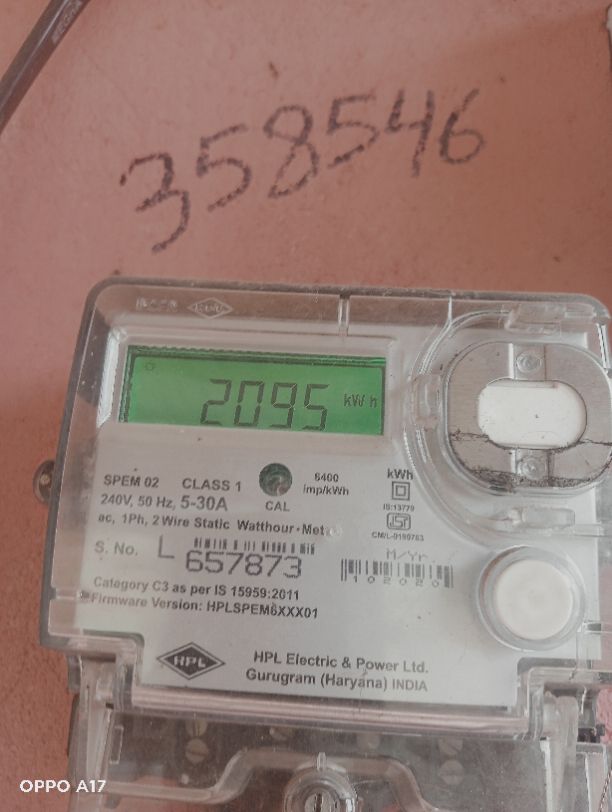 358546
2095 kWh
SPEM 02 CLASS 1 6400 imp/kWh kWh
240V, 50 Hz, 5-30A CAL IS:13779
ac, 1Ph, 2 Wire Static Watthour Met
S. No. L 657873 M/Yr.
102020
Category C3 as per IS 15959:2011
Firmware Version: HPLSPEM6XXX01
HPL HPL Electric & Power Ltd.
Gurugram (Haryana) INDIA
OPPO A17